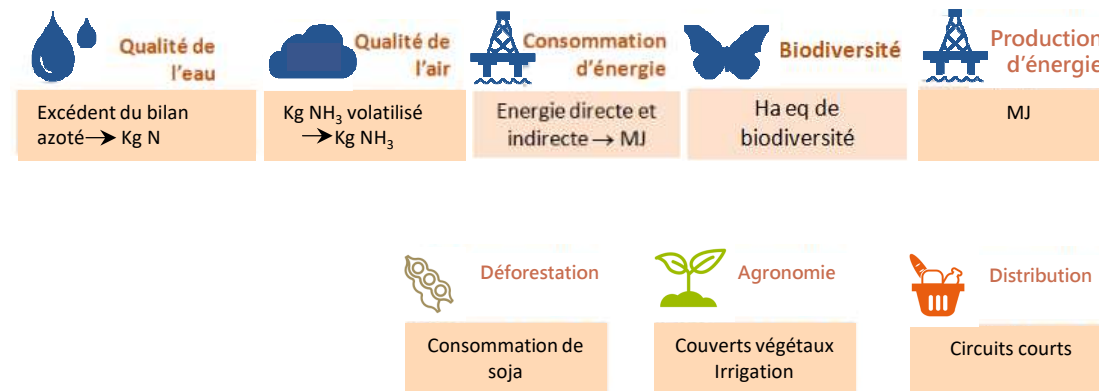 Qualité de
l'eau
Excédent du bilan
azoté→ Kg N
Qualité de
l'air
Kg NH₃ volatilisé
→Kg NH₃
Consommation
d'énergie
Energie directe et
indirecte → MJ
Biodiversité
Ha eq de
biodiversité
Production
d'énergie
MJ
Déforestation
Consommation de
soja
Agronomie
Couverts végétaux
Irrigation
Distribution
Circuits courts